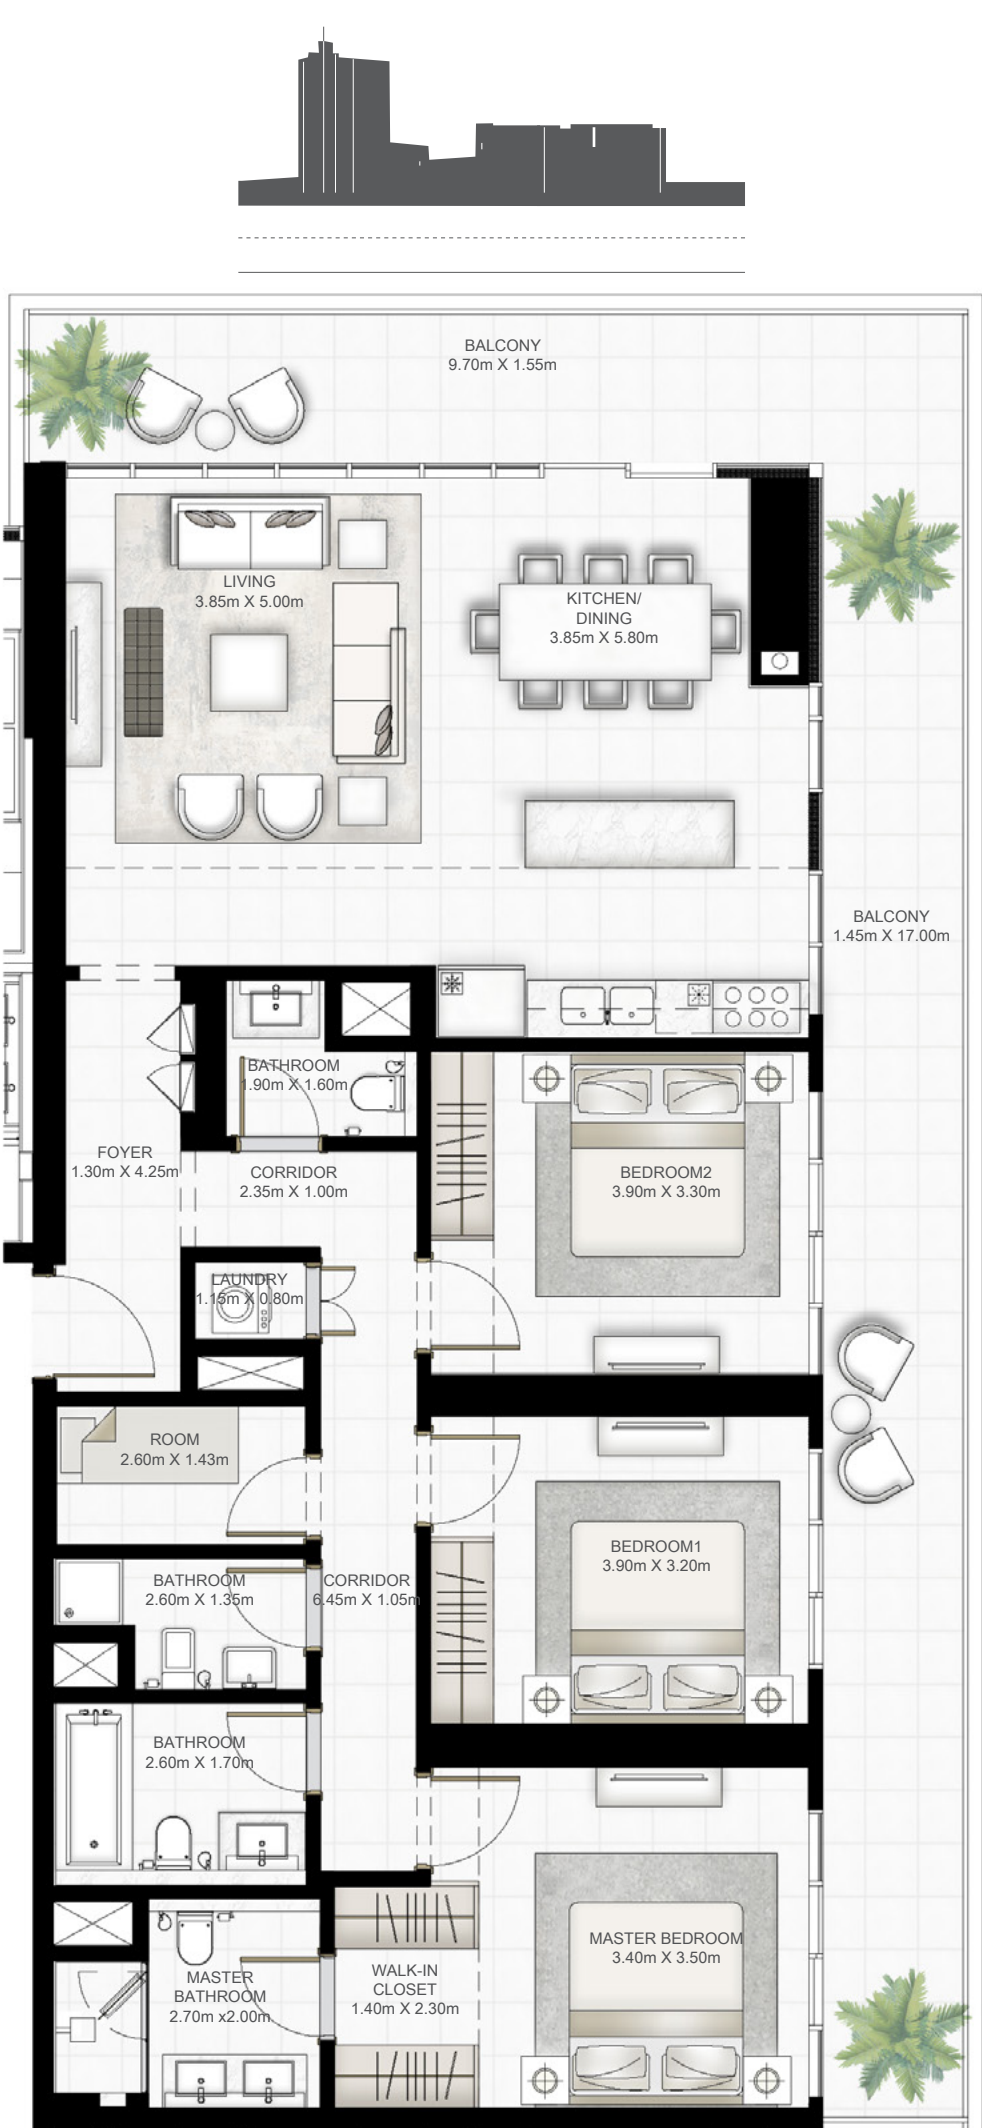 BALCONY
9.70m X 1.55m
LIVING
3.85m X 5.00m
KITCHEN/
DINING
3.85m X 5.80m
BALCONY
1.45m X 17.00m
BATHROOM
1.90m X 1.60m
FOYER
1.30m X 4.25m
CORRIDOR
2.35m X 1.00m
BEDROOM2
3.90m X 3.30m
LAUNDRY
1.15m X 0.80m
ROOM
2.60m X 1.43m
BEDROOM1
3.90m X 3.20m
BATHROOM
2.60m X 1.35m
CORRIDOR
6.45m X 1.05m
BATHROOM
2.60m X 1.70m
MASTER BEDROOM
3.40m X 3.50m
WALK-IN
CLOSET
1.40m X 2.30m
MASTER
BATHROOM
2.70m x2.00m